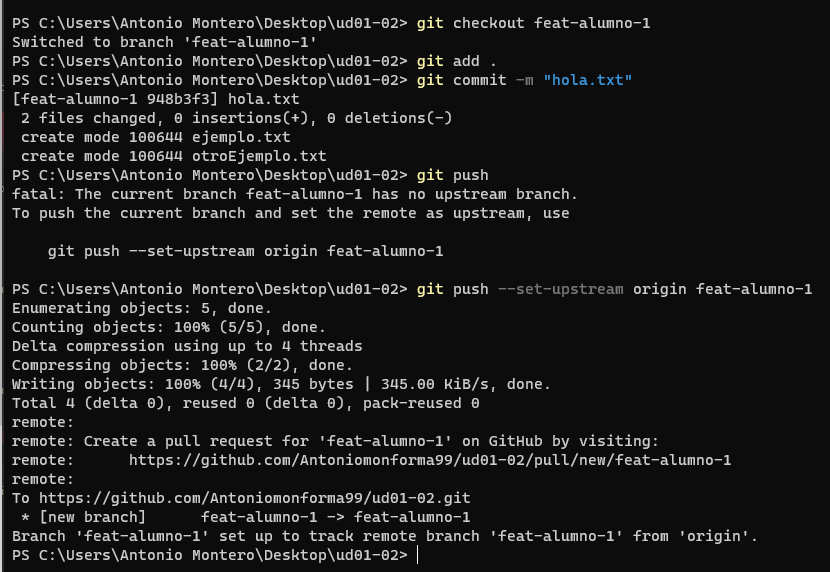 PS C:\Users\Antonio Montero\Desktop\ud01-02> git checkout feat-alumno-1
Switched to branch 'feat-alumno-1'
PS C:\Users\Antonio Montero\Desktop\ud01-02> git add .
PS C:\Users\Antonio Montero\Desktop\ud01-02> git commit -m "hola.txt"
[feat-alumno-1 948b3f3] hola.txt
 2 files changed, 0 insertions(+), 0 deletions(-)
 create mode 100644 ejemplo.txt
 create mode 100644 otroEjemplo.txt
PS C:\Users\Antonio Montero\Desktop\ud01-02> git push
fatal: The current branch feat-alumno-1 has no upstream branch.
To push the current branch and set the remote as upstream, use

    git push --set-upstream origin feat-alumno-1

PS C:\Users\Antonio Montero\Desktop\ud01-02> git push --set-upstream origin feat-alumno-1
Enumerating objects: 5, done.
Counting objects: 100% (5/5), done.
Delta compression using up to 4 threads
Compressing objects: 100% (2/2), done.
Writing objects: 100% (4/4), 345 bytes | 345.00 KiB/s, done.
Total 4 (delta 0), reused 0 (delta 0), pack-reused 0
remote:
remote: Create a pull request for 'feat-alumno-1' on GitHub by visiting:
remote:      https://github.com/Antoniomonforma99/ud01-02/pull/new/feat-alumno-1
remote:
To https://github.com/Antoniomonforma99/ud01-02.git
 * [new branch]      feat-alumno-1 -> feat-alumno-1
Branch 'feat-alumno-1' set up to track remote branch 'feat-alumno-1' from 'origin'.
PS C:\Users\Antonio Montero\Desktop\ud01-02>